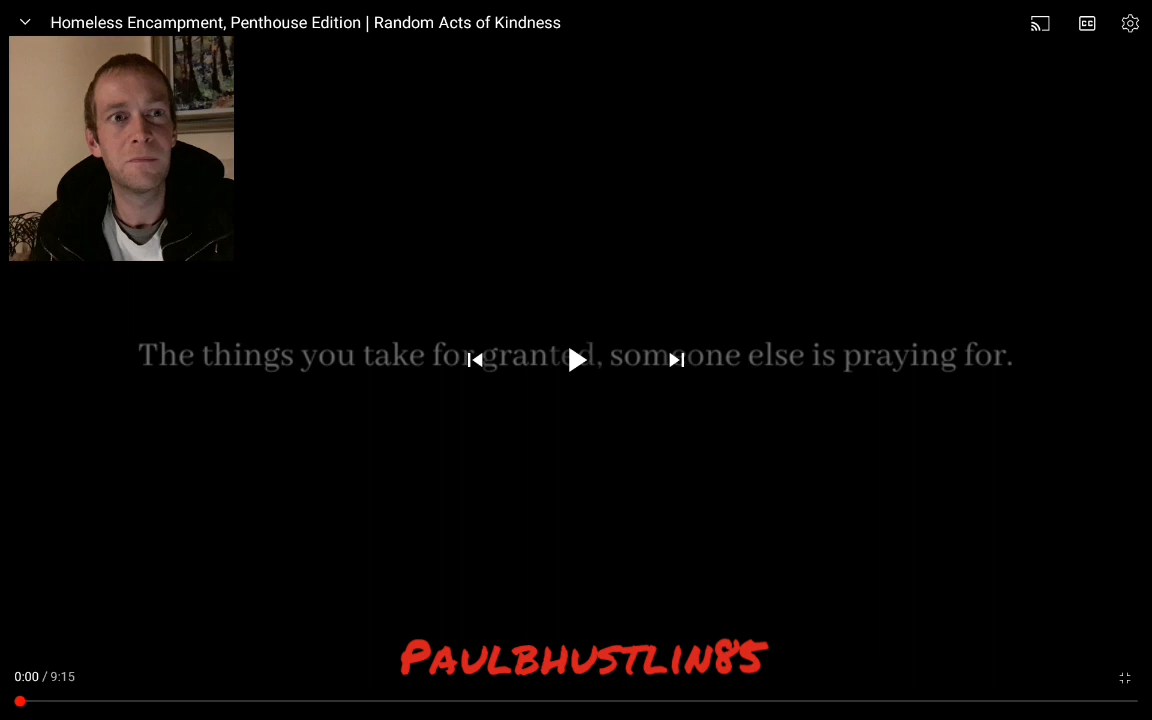 Homeless Encampment, Penthouse Edition | Random Acts of Kindness
CC
The things you take for granted, someone else is praying for.
Paulbhustlin85
0:00 / 9:15